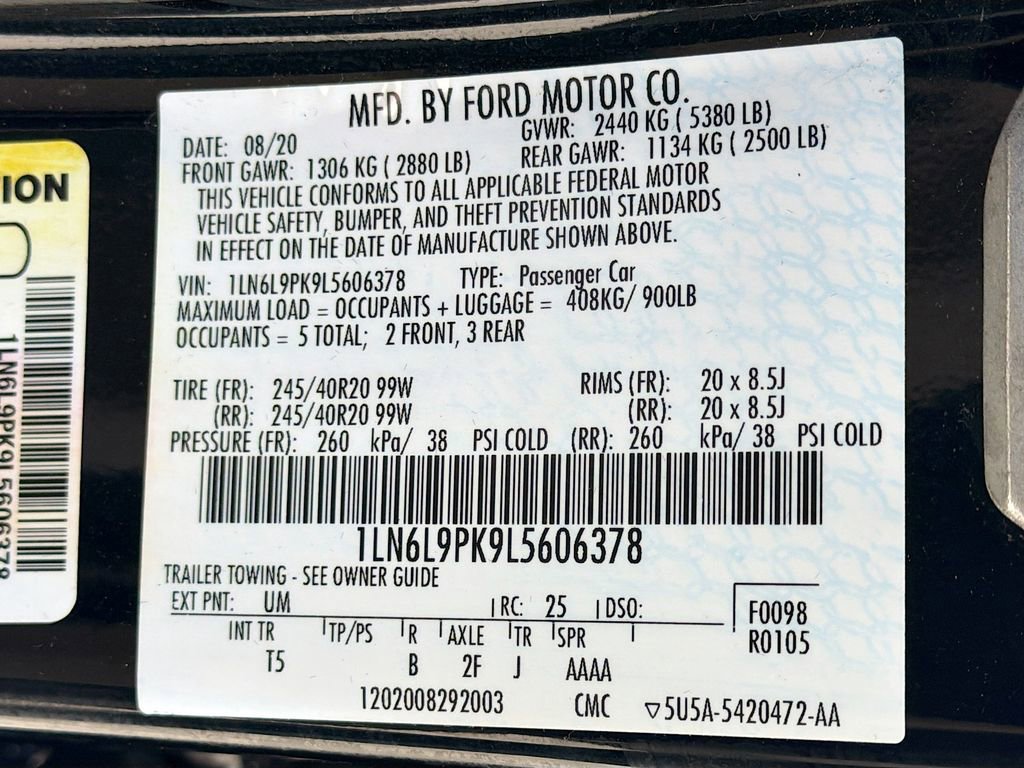 MFD. BY FORD MOTOR CO.
DATE: 08/20 GVWR: 2440 KG ( 5380 LB)
FRONT GAWR: 1306 KG ( 2880 LB) REAR GAWR: 1134 KG ( 2500 LB)
THIS VEHICLE CONFORMS TO ALL APPLICABLE FEDERAL MOTOR
VEHICLE SAFETY, BUMPER, AND THEFT PREVENTION STANDARDS
IN EFFECT ON THE DATE OF MANUFACTURE SHOWN ABOVE.
VIN: 1LN6L9PK9L5606378 TYPE: Passenger Car
MAXIMUM LOAD = OCCUPANTS + LUGGAGE = 408KG/ 900LB
OCCUPANTS = 5 TOTAL; 2 FRONT, 3 REAR
TIRE (FR): 245/40R20 99W RIMS (FR): 20 x 8.5J
(RR): 245/40R20 99W (RR): 20 x 8.5J
PRESSURE (FR): 260 kPa/ 38 PSI COLD (RR): 260 kPa/ 38 PSI COLD
1LN6L9PK9L5606378
TRAILER TOWING - SEE OWNER GUIDE
EXT PNT: UM RC: 25 DSO: F0098
INT TR TP/PS R AXLE TR SPR R0105
T5 B 2F J AAAA
1202008292003 CMC ▽5U5A-5420472-AA
ION
1LN6L9PK9L5606378